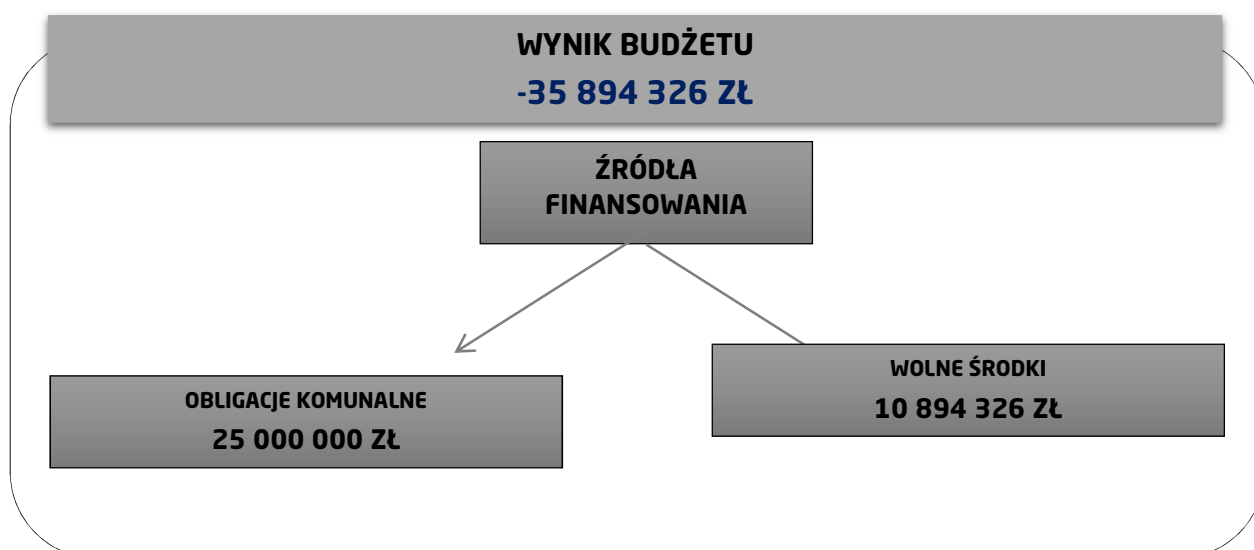 WYNIK BUDŻETU
-35 894 326 ZŁ
ŹRÓDŁA
FINANSOWANIA
OBLIGACJE KOMUNALNE
25 000 000 ZŁ
WOLNE ŚRODKI
10 894 326 ZŁ